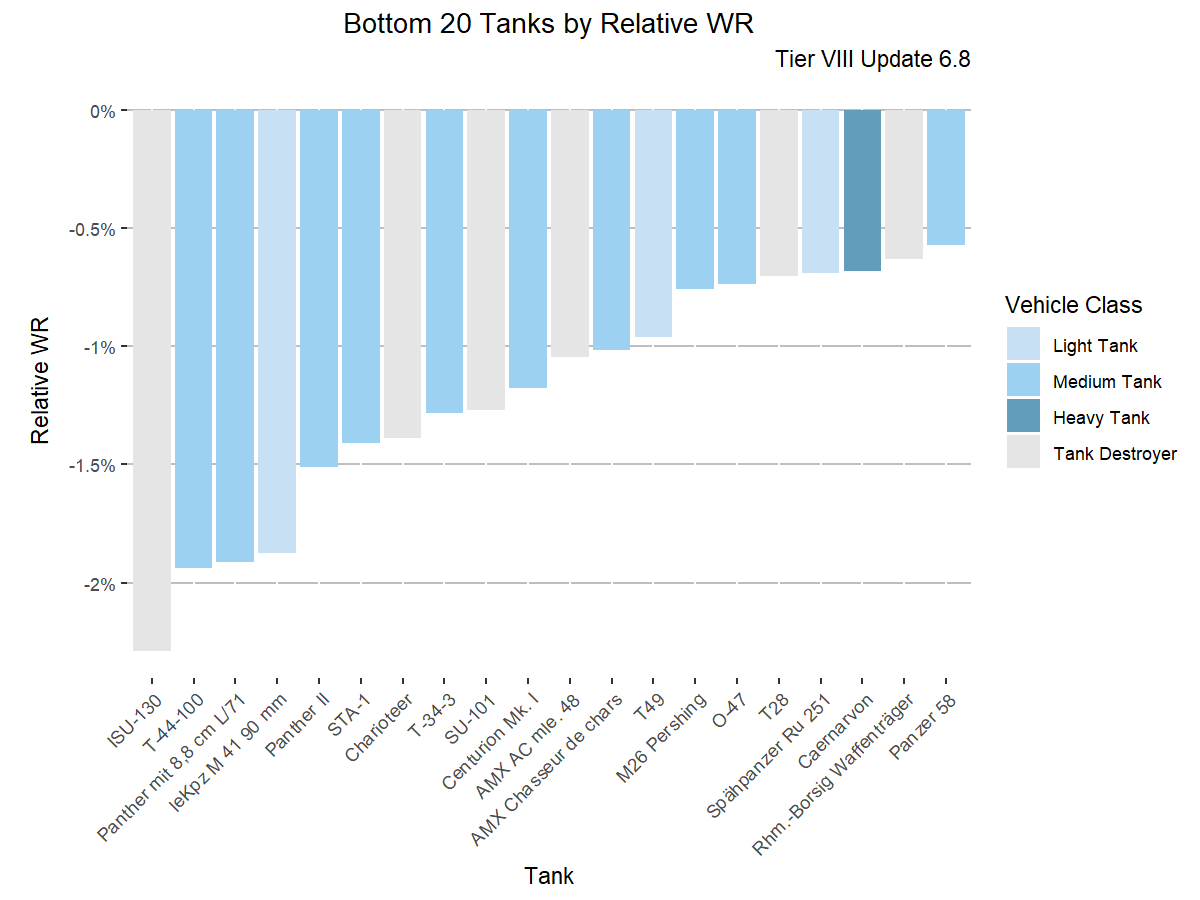 Bottom 20 Tanks by Relative WR
Tier VIII Update 6.8
0%
-0.5%
-1%
-1.5%
-2%
Relative WR
ISU-130
T-44-100
Panther mit 8,8 cm L/71
leKpz M 41 90 mm
Panther II
STA-1
Charioteer
T-34-3
SU-101
Centurion Mk. I
AMX AC mle. 48
AMX Chasseur de chars
T49
M26 Pershing
O-47
T28
Spähpanzer Ru 251
Caernarvon
Rhm.-Borsig Waffenträger
Panzer 58
Tank
Vehicle Class
Light Tank
Medium Tank
Heavy Tank
Tank Destroyer